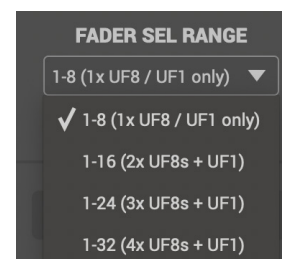 FADER SEL RANGE
1-8 (1x UF8 / UF1 only)
1-8 (1x UF8 / UF1 only)
1-16 (2x UF8s + UF1)
1-24 (3x UF8s + UF1)
1-32 (4x UF8s + UF1)